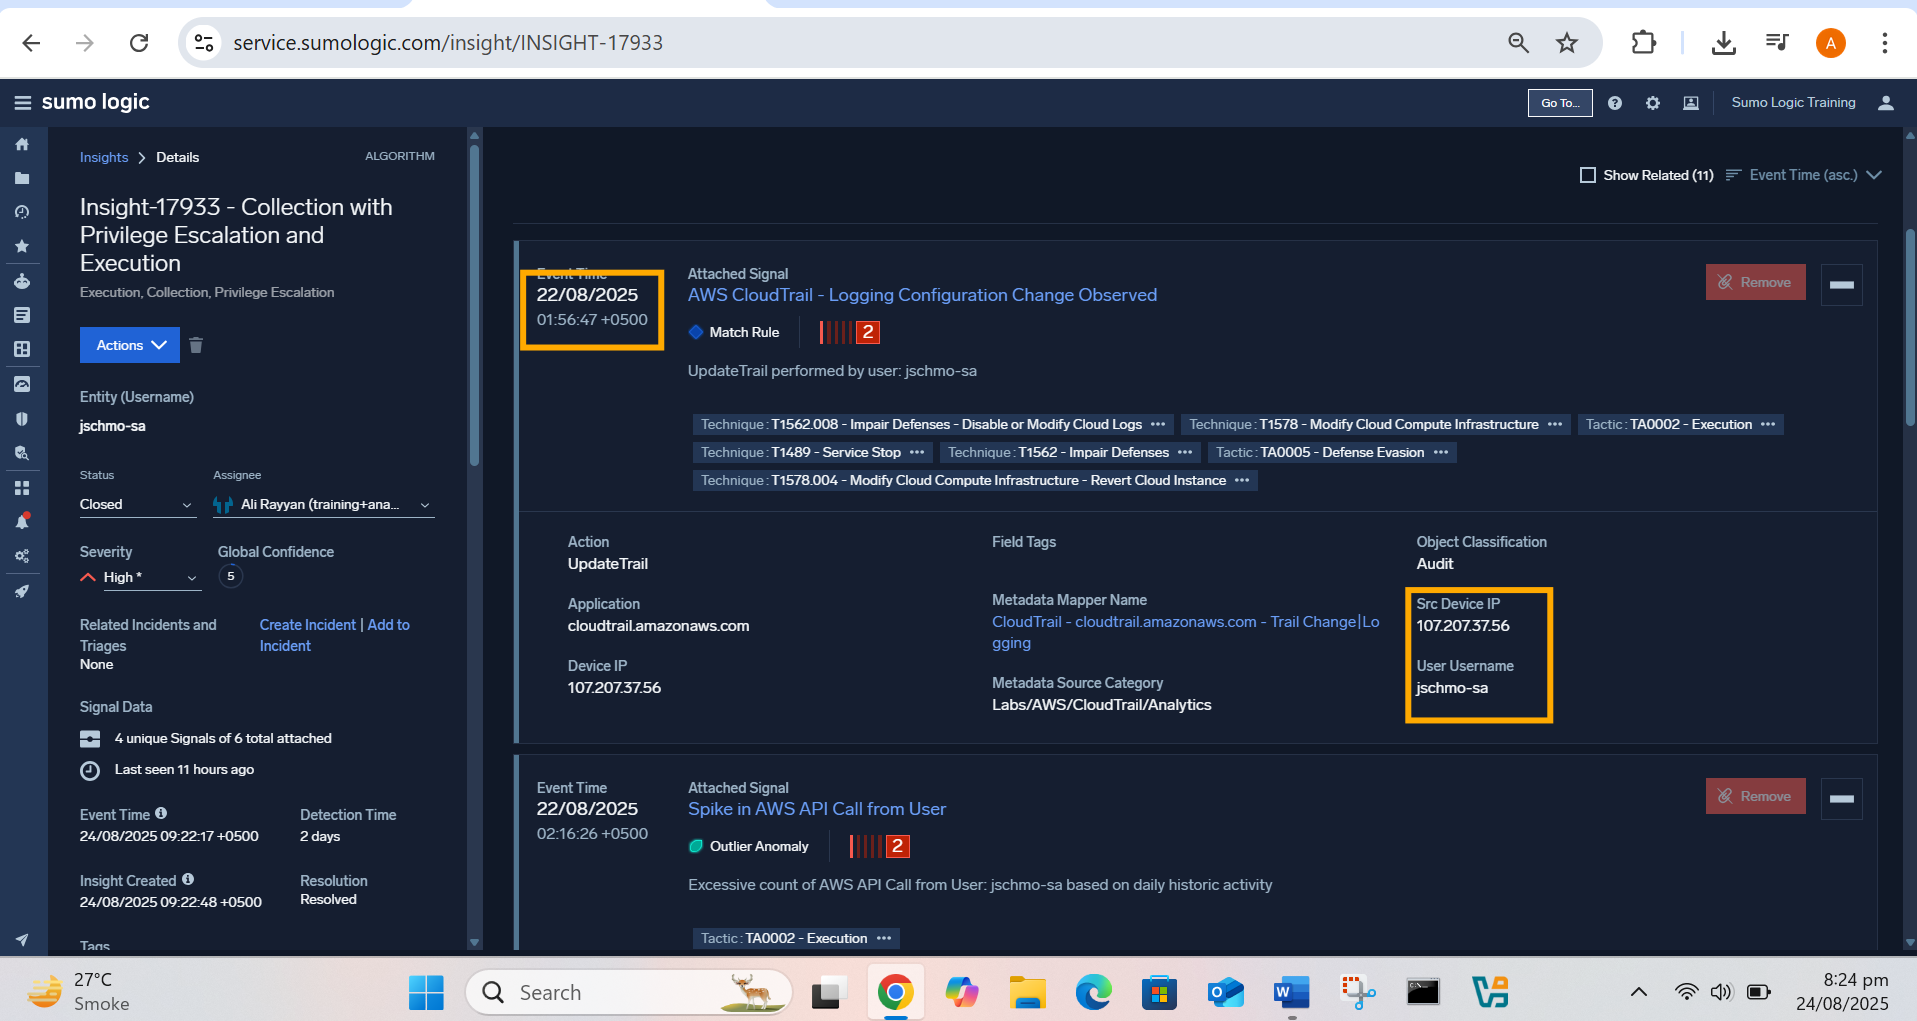 service.sumologic.com/insight/INSIGHT-17933
A
sumo logic
Go To...
Sumo Logic Training
Insights > Details
ALGORITHM
Insight-17933 - Collection with
Privilege Escalation and
Execution
Execution, Collection, Privilege Escalation
Actions
Entity (Username)
jschmo-sa
Status
Assignee
Closed
Ali Rayyan (training+ana...
Severity
Global Confidence
High *
5
Related Incidents and
Triages
None
Create Incident | Add to
Incident
Signal Data
4 unique Signals of 6 total attached
Last seen 11 hours ago
Event Time
Detection Time
24/08/2025 09:22:17 +0500
2 days
Insight Created
Resolution
24/08/2025 09:22:48 +0500
Resolved
Tags
Show Related (11)
Event Time (asc.)
Event Time
22/08/2025
01:56:47 +0500
Attached Signal
AWS CloudTrail - Logging Configuration Change Observed
Match Rule
2
Remove
UpdateTrail performed by user: jschmo-sa
Technique : T1562.008 - Impair Defenses - Disable or Modify Cloud Logs ...
Technique : T1578 - Modify Cloud Compute Infrastructure ...
Tactic : TA0002 - Execution ...
Technique : T1489 - Service Stop ...
Technique : T1562 - Impair Defenses ...
Tactic : TA0005 - Defense Evasion ...
Technique : T1578.004 - Modify Cloud Compute Infrastructure - Revert Cloud Instance ...
Action
UpdateTrail
Application
cloudtrail.amazonaws.com
Device IP
107.207.37.56
Field Tags
Metadata Mapper Name
CloudTrail - cloudtrail.amazonaws.com - Trail Change|Lo
gging
Metadata Source Category
Labs/AWS/CloudTrail/Analytics
Object Classification
Audit
Src Device IP
107.207.37.56
User Username
jschmo-sa
Event Time
22/08/2025
02:16:26 +0500
Attached Signal
Spike in AWS API Call from User
Outlier Anomaly
2
Remove
Excessive count of AWS API Call from User: jschmo-sa based on daily historic activity
Tactic : TA0002 - Execution ...
27°C
Smoke
Search
8:24 pm
24/08/2025